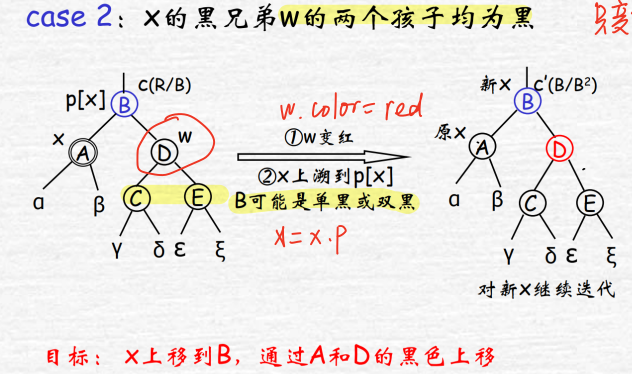 case 2：x的黑兄弟w的两个孩子均为黑
p[x] B c(R/B)
x A D w
C E
α β
γ δ ε ξ
w.color=red
①w变红
②x上溯到p[x]
B可能是单黑或双黑
x=x.p
新x c'(B/B²)
B
原x A D
α β C E
γ δ ε ξ
对新x继续迭代
目标： x上移到B，通过A和D的黑色上移